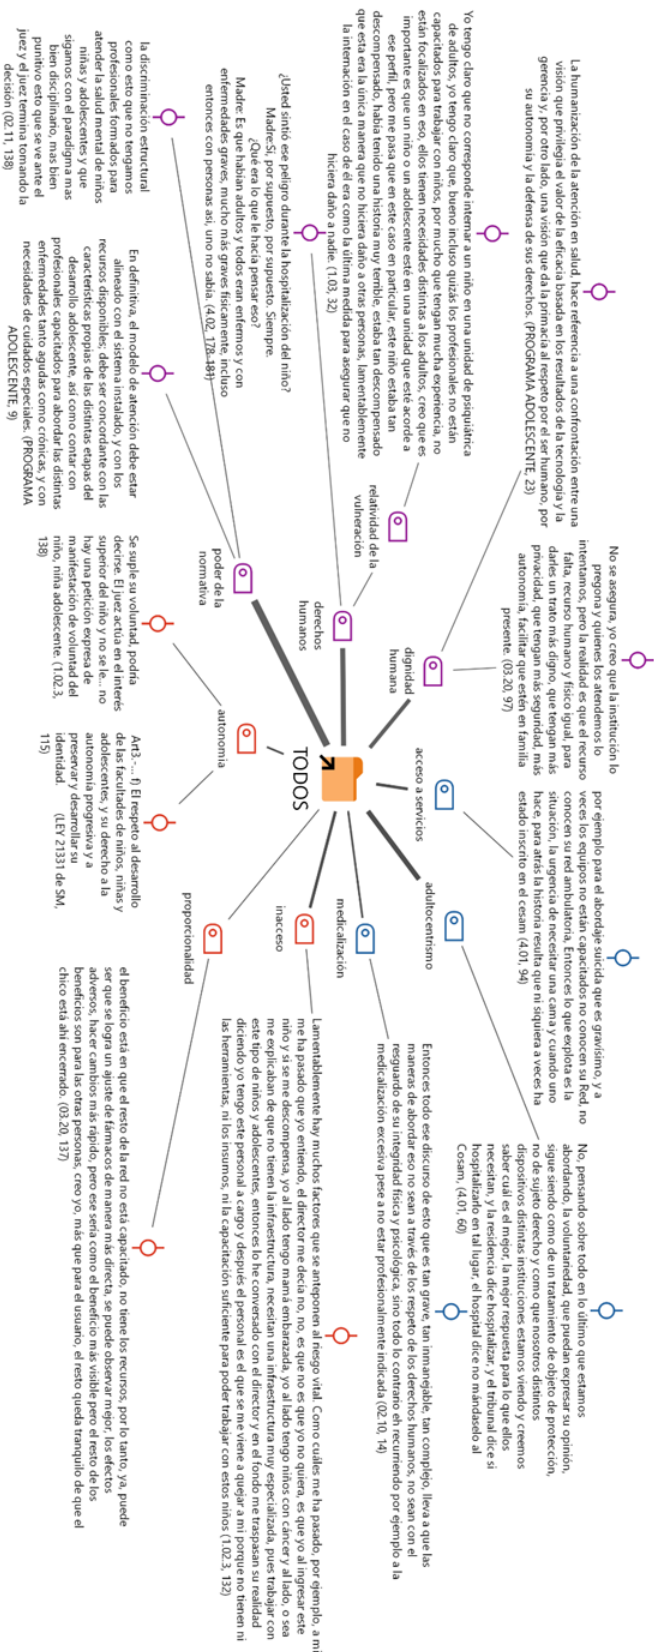 La humanización de la atención en salud, hace referencia a una confrontación entre una
visión que privilegia el valor de la eficacia basada en los resultados de la tecnología y la
gerencia y, por otro lado, una visión que da la primacía al respeto por el ser humano, por
su autonomía y la defensa de sus derechos. (PROGRAMA ADOLESCENTE, 23)
No se asegura, yo creo que la institución lo
pregona y quienes los atendemos lo
intentamos, pero la realidad es que el recurso
falta, recurso humano y físico igual, para
darles un trato más digno, que tengan más
privacidad, que tengan más seguridad, más
autonomía, facilitar que estén en familia
presente. (03.20, 97)
por ejemplo para el abordaje suicida que es gravísimo, y a
veces los equipos no están capacitados no conocen su Red, no
conocen su red ambulatoria, Entonces lo que explota es la
situación, la urgencia de necesitar una cama y cuando uno
hace, para atrás la historia resulta que ni siquiera a veces ha
estado inscrito en el cesam (4.01, 94)
No, pensando sobre todo en lo último que estamos
abordando, la voluntariedad, que puedan expresar su opinión,
sigue siendo como de un tratamiento de objeto de protección,
no de sujeto derecho y como que nosotros distintos
dispositivos distintas instituciones estamos viendo y creemos
saber cuál es el mejor, la mejor respuesta para lo que ellos
necesitan, y la residencia dice hospitalizar, y el tribunal dice si
hospitalizarlo en tal lugar, el hospital dice no mándaselo al
Cosam, (4.01, 60)
Yo tengo claro que no corresponde internar a un niño en una unidad de psiquiátrica
de adultos, yo tengo claro que, bueno incluso quizás los profesionales no están
capacitados para trabajar con niños, por mucho que tengan mucha experiencia, no
están focalizados en eso, ellos tienen necesidades distintas a los adultos, creo que es
importante es que un niño o un adolescente esté en una unidad que esté acorde a
ese perfil, pero me pasa que en este caso en particular, este niño estaba tan
descompensado, había tenido una historia muy terrible, estaba tan descompensado
que esta era la única manera que no hiciera daño a otras personas, lamentablemente
la internación en el caso de él era como la última medida para asegurar que no
hiciera daño a nadie. (1.03, 32)
relatividad de la
vulneración
dignidad
humana
acceso a servicios
adultocentrismo
Entonces todo ese discurso de esto que es tan grave, tan inmanejable, tan complejo, lleva a que las
maneras de abordar eso no sean a través de los respeto de los derechos humanos, no sean con el
resguardo de su integridad física y psicológica, sino todo lo contrario eh recurriendo por ejemplo a la
medicalización excesiva pese a no estar profesionalmente indicada (02.10, 14)
¿Usted sintió ese peligro durante la hospitalización del niño?
Madre:Sí, por supuesto, por supuesto. Siempre.
¿Qué era lo que le hacía pensar eso?
Madre: Es que habían adultos y todos eran enfermos y con
enfermedades graves, mucho más graves físicamente, incluso
entonces con personas así, uno no sabía. (4.02, 178-181)
derechos
humanos
TODOS
medicalización
inacceso
Lamentablemente hay muchos factores que se anteponen al riesgo vital. Como cuáles me ha pasado, por ejemplo, a mi
me ha pasado que yo entiendo, el director me decía no, no, es que no es que yo no quiera, es que yo al ingresar este
niño y si se me descompensa, yo al lado tengo mamá embarazada, yo al lado tengo niños con cáncer y al lado, o sea
me explicaban de que no tienen la infraestructura, necesitan una infraestructura muy especializada, pues trabajar con
este tipo de niños y adolescentes, entonces lo he conversado con el director y en el fondo me traspasan su realidad
diciendo yo tengo este personal a cargo y después el personal es el que se me viene a quejar a mi porque no tienen ni
las herramientas, ni los insumos, ni la capacitación suficiente para poder trabajar con estos niños (1.02.3, 132)
poder de la
normativa
autonomía
proporcionalidad
la discriminación estructural
como esto que no tengamos
profesionales formados para
atender la salud mental de niños
niñas y adolescentes y que
sigamos con el paradigma mas
bien disciplinario, mas bien
punitivo esto que se ve ante el
juez y el juez termina tomando la
decisión (02.11, 138)
En definitiva, el modelo de atención debe estar
alineado con el sistema instalado, y con los
recursos disponibles; debe ser concordante con las
características propias de las distintas etapas del
desarrollo adolescente, así como contar con
profesionales capacitados para abordar las distintas
enfermedades tanto agudas como crónicas, y con
necesidades de cuidados especiales. (PROGRAMA
ADOLESCENTE, 9)
Se suple su voluntad, podría
decirse. El juez actúa en el interés
superior del niño y no se le... no
hay una petición expresa de
manifestación de voluntad del
niño, niña adolescente. (1.02.3,
138)
Art3.-... f) El respeto al desarrollo
de las facultades de niños, niñas y
adolescentes, y su derecho a la
autonomía progresiva y a
preservar y desarrollar su
identidad. (LEY 21331 de SM,
115)
el beneficio está en que el resto de la red no está capacitado, no tiene los recursos, por lo tanto, ya, puede
ser que se logra un ajuste de fármacos de manera más directa, se puede observar mejor, los efectos
adversos, hacer cambios más rápido, pero ese sería como el beneficio más visible pero el resto de los
beneficios son para las otras personas, creo yo, más que para el usuario, el resto queda tranquilo de que el
chico está ahí encerrado. (03.20, 137)